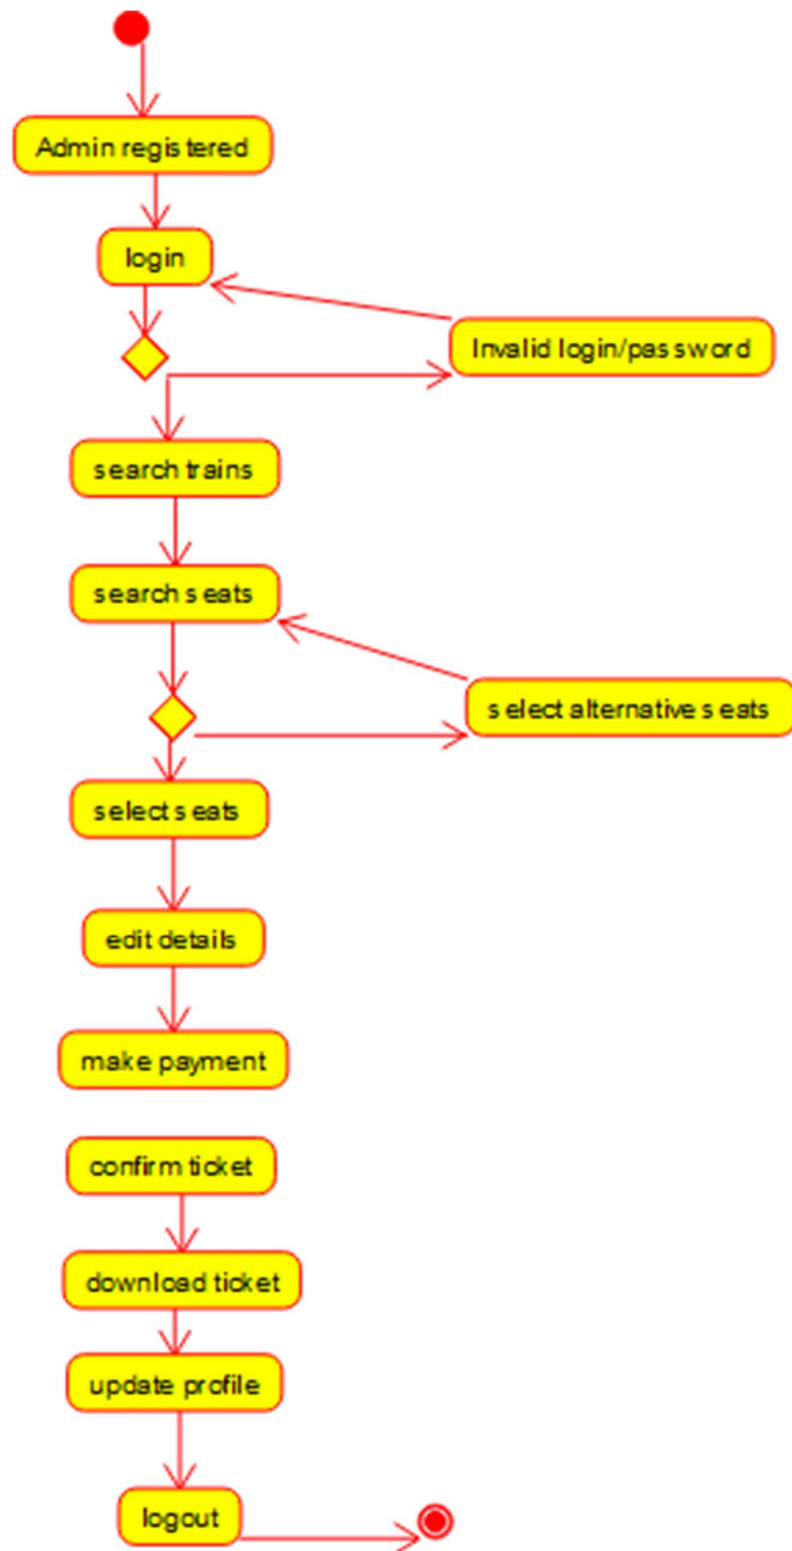 Admin registered
login
Invalid login/password
search trains
search seats
select alternative seats
select seats
edit details
make payment
confirm ticket
download ticket
update profile
logout